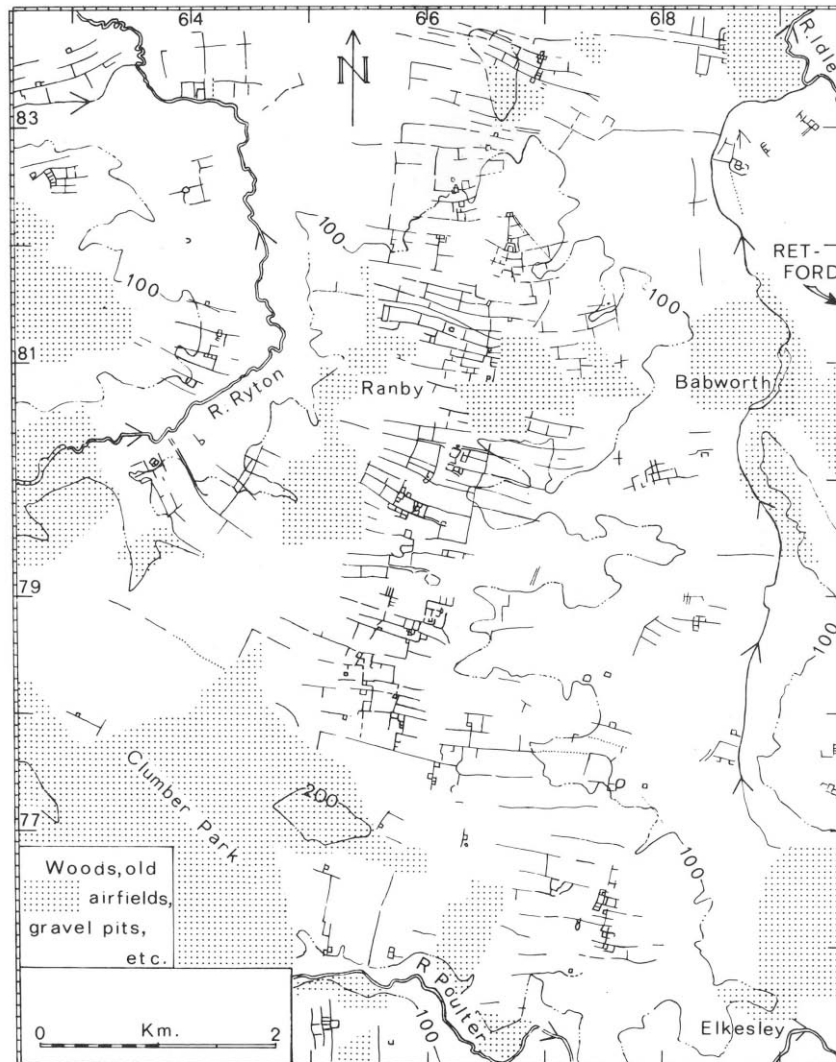 64
66
68
R. Idle
N
83
100
100
RET-
FORD
100
81
R. Ryton
Ranby
Babworth
79
100
Clumber Park
200
77
100
Woods, old
airfields,
gravel pits,
etc.
R Poulter
100
Elkesley
0 Km. 2